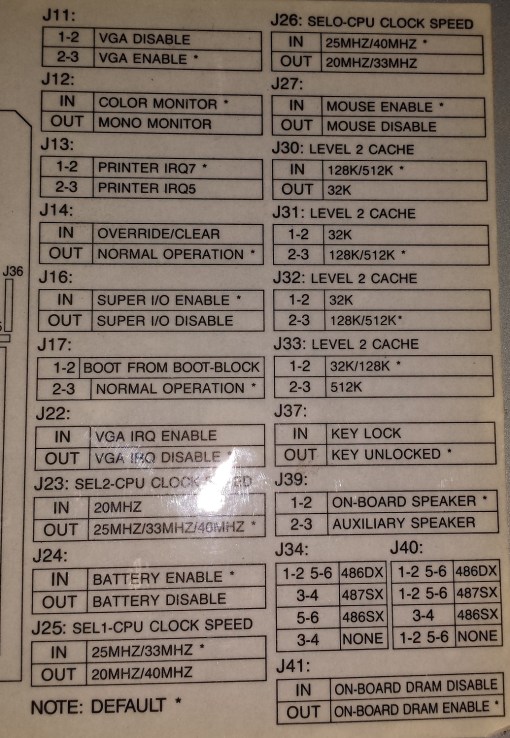 J11:
1-2 VGA DISABLE
2-3 VGA ENABLE *
J12:
IN COLOR MONITOR *
OUT MONO MONITOR
J13:
1-2 PRINTER IRQ7 *
2-3 PRINTER IRQ5
J14:
IN OVERRIDE/CLEAR
OUT NORMAL OPERATION *
J16:
IN SUPER I/O ENABLE *
OUT SUPER I/O DISABLE
J17:
1-2 BOOT FROM BOOT-BLOCK
2-3 NORMAL OPERATION *
J22:
IN VGA IRQ ENABLE
OUT VGA IRQ DISABLE *
J23: SEL2-CPU CLOCK SPEED
IN 20MHZ
OUT 25MHZ/33MHZ/40MHZ *
J24:
IN BATTERY ENABLE *
OUT BATTERY DISABLE
J25: SEL1-CPU CLOCK SPEED
IN 25MHZ/33MHZ *
OUT 20MHZ/40MHZ
NOTE: DEFAULT *
J26: SELO-CPU CLOCK SPEED
IN 25MHZ/40MHZ *
OUT 20MHZ/33MHZ
J27:
IN MOUSE ENABLE *
OUT MOUSE DISABLE
J30: LEVEL 2 CACHE
IN 128K/512K *
OUT 32K
J31: LEVEL 2 CACHE
1-2 32K
2-3 128K/512K *
J32: LEVEL 2 CACHE
1-2 32K
2-3 128K/512K*
J33: LEVEL 2 CACHE
1-2 32K/128K *
2-3 512K
J37:
IN KEY LOCK
OUT KEY UNLOCKED *
J39:
1-2 ON-BOARD SPEAKER *
2-3 AUXILIARY SPEAKER
J34: J40:
1-2 5-6 486DX 1-2 5-6 486DX
3-4 487SX 1-2 5-6 487SX
5-6 486SX 3-4 486SX
3-4 NONE 1-2 5-6 NONE
J41:
IN ON-BOARD DRAM DISABLE
OUT ON-BOARD DRAM ENABLE *
J36